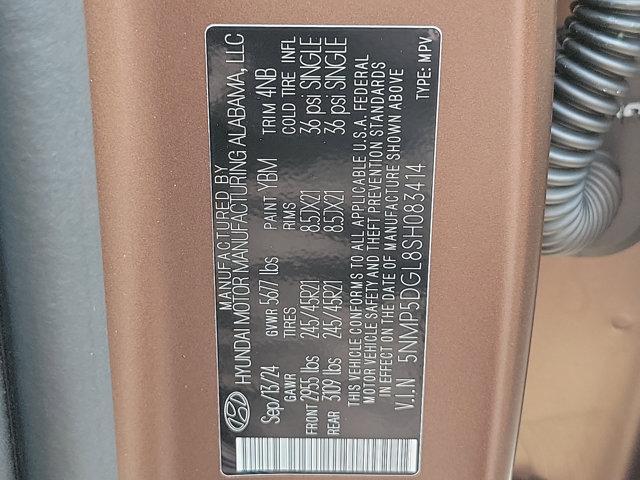 MANUFACTURED BY
HYUNDAI MOTOR MANUFACTURING ALABAMA, LLC
Sep/13/24 GVWR 5677 lbs PAINT YBM TRIM 4NB
GAWR TIRES RIMS COLD TIRE INFL
FRONT 2955 lbs 245/45R21 8.5JX21 36 psi SINGLE
REAR 3109 lbs 245/45R21 8.5JX21 36 psi SINGLE
THIS VEHICLE CONFORMS TO ALL APPLICABLE U.S.A. FEDERAL
MOTOR VEHICLE SAFETY AND THEFT PREVENTION STANDARDS
IN EFFECT ON THE DATE OF MANUFACTURE SHOWN ABOVE
V.I.N 5NMP5DGL8SH083414 TYPE: MPV